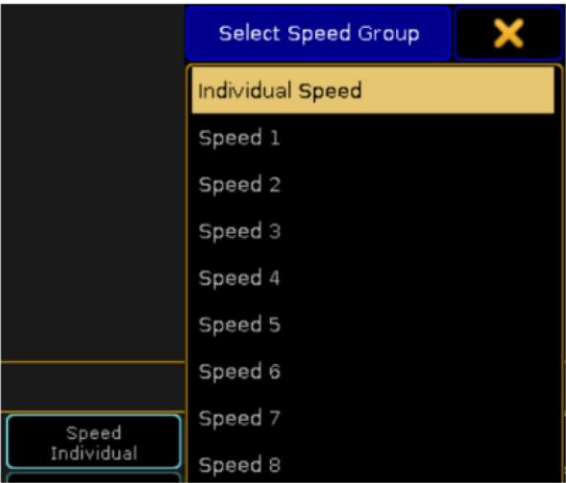 Select Speed Group
Individual Speed
Speed 1
Speed 2
Speed 3
Speed 4
Speed 5
Speed 6
Speed 7
Speed 8
Speed
Individual